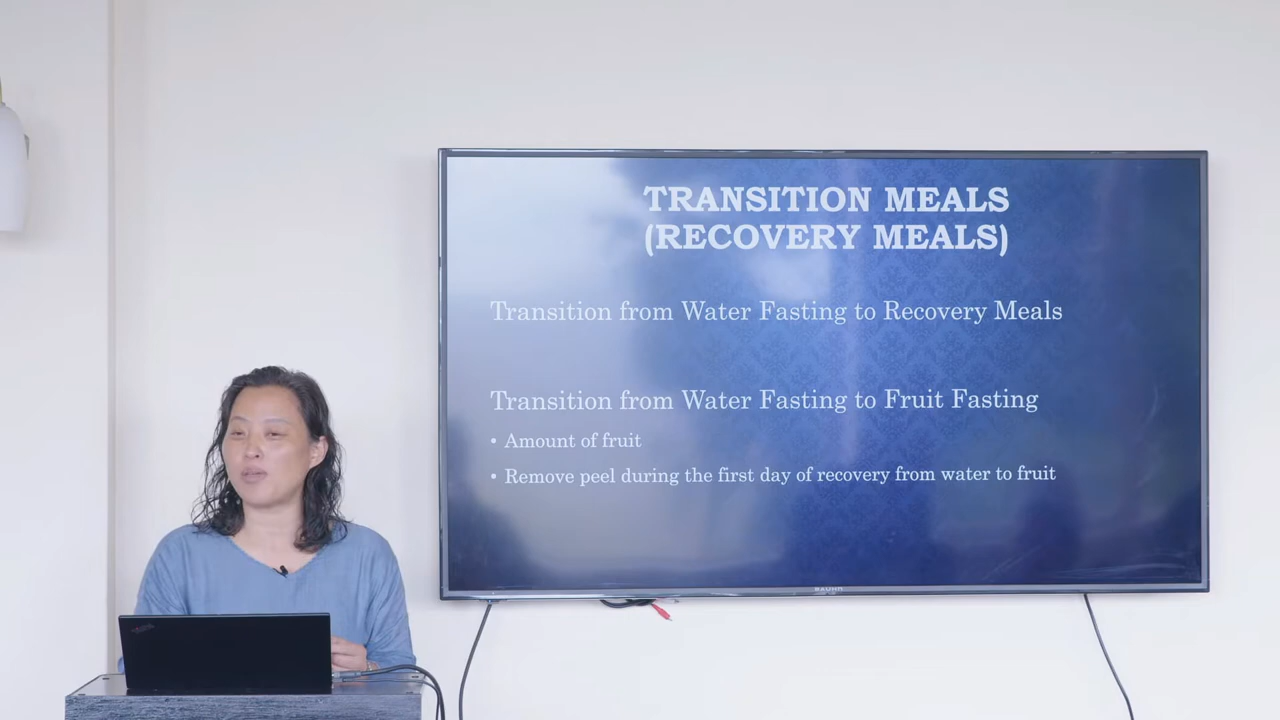 TRANSITION MEALS
(RECOVERY MEALS)
Transition from Water Fasting to Recovery Meals
Transition from Water Fasting to Fruit Fasting
• Amount of fruit
• Remove peel during the first day of recovery from water to fruit